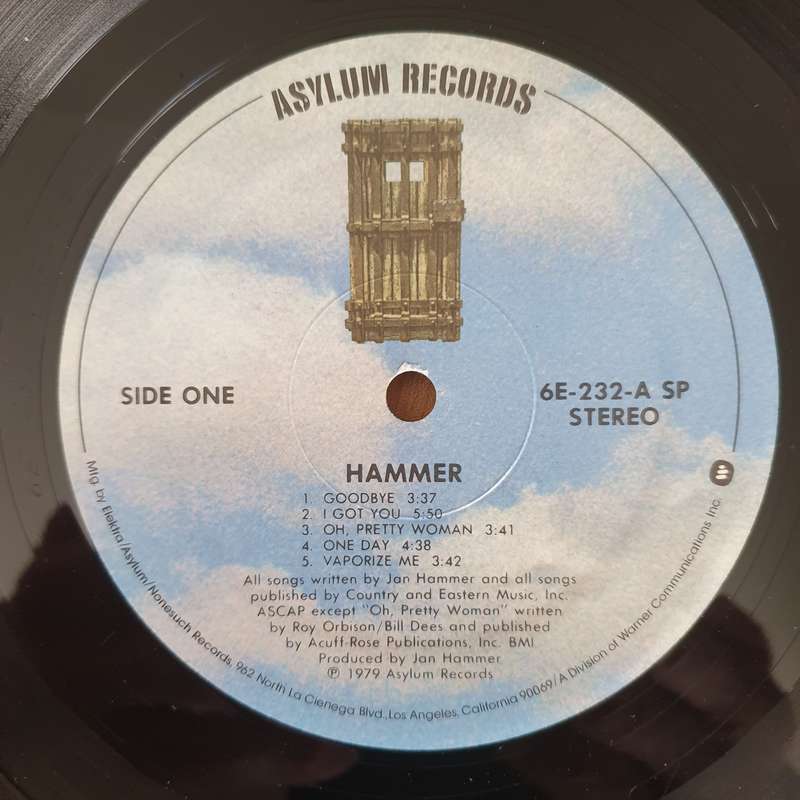 ASYLUM RECORDS
SIDE ONE
6E-232-A SP
STEREO
HAMMER
1. GOODBYE 3:37
2. I GOT YOU 5:50
3. OH, PRETTY WOMAN 3:41
4. ONE DAY 4:38
5. VAPORIZE ME 3:42
All songs written by Jan Hammer and all songs
published by Country and Eastern Music, Inc.
ASCAP except "Oh, Pretty Woman" written
by Roy Orbison/Bill Dees and published
by Acuff-Rose Publications, Inc. BMI
Produced by Jan Hammer
℗ 1979 Asylum Records
Mfg by Elektra/Asylum/Nonesuch Records, 962 North La Cienega Blvd., Los Angeles, California 90069/A Division of Warner Communications Inc.